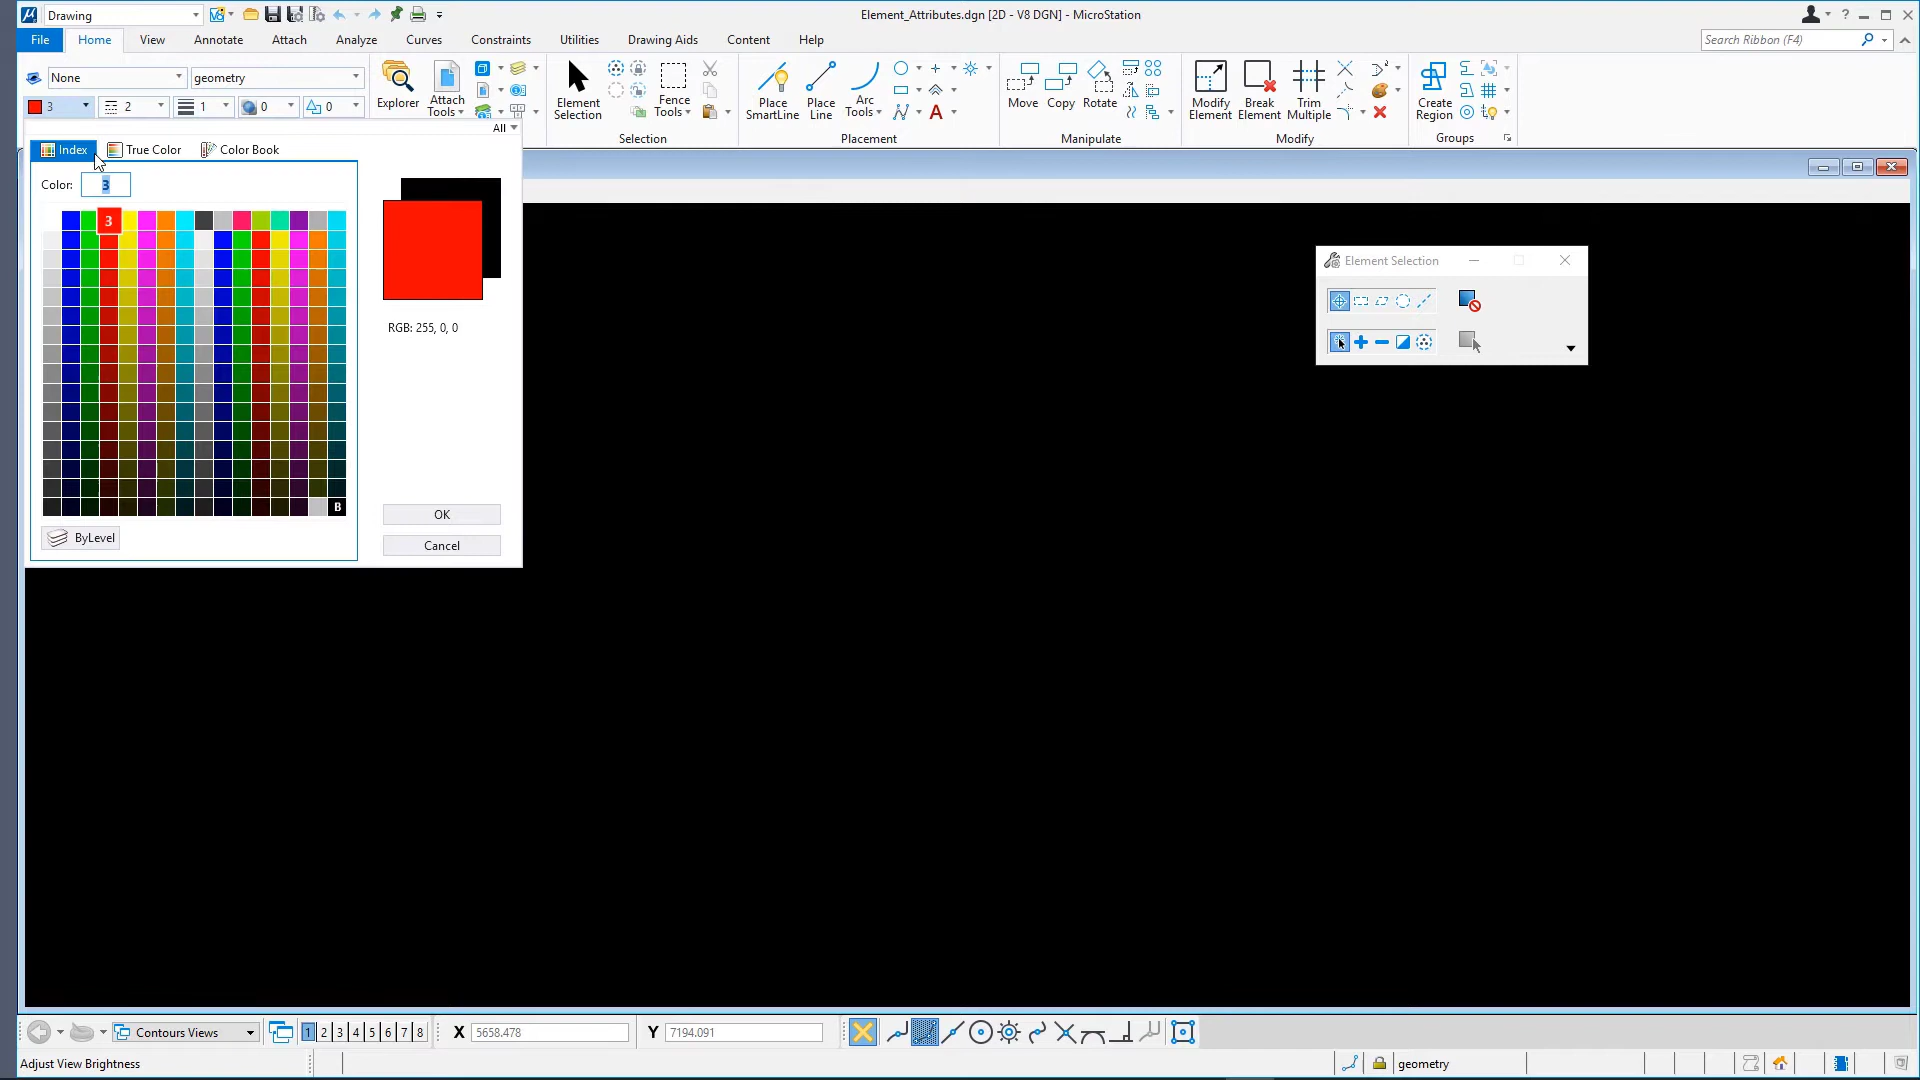 Drawing
Element_Attributes.dgn [2D - V8 DGN] - MicroStation
File Home View Annotate Attach Analyze Curves Constraints Utilities Drawing Aids Content Help
Search Ribbon (F4)
None geometry
3 2 1 0 0
Explorer
Attach Tools
Element Selection
Fence Tools
Selection
Place SmartLine
Place Line
Arc Tools
Placement
Move Copy Rotate
Manipulate
Modify Element
Break Element
Trim Multiple
Modify
Create Region
Groups
All
Index True Color Color Book
Color: 3
3
B
RGB: 255, 0, 0
OK
Cancel
ByLevel
Element Selection
Contours Views
1 2 3 4 5 6 7 8
X 5658.478
Y 7194.091
Adjust View Brightness
geometry